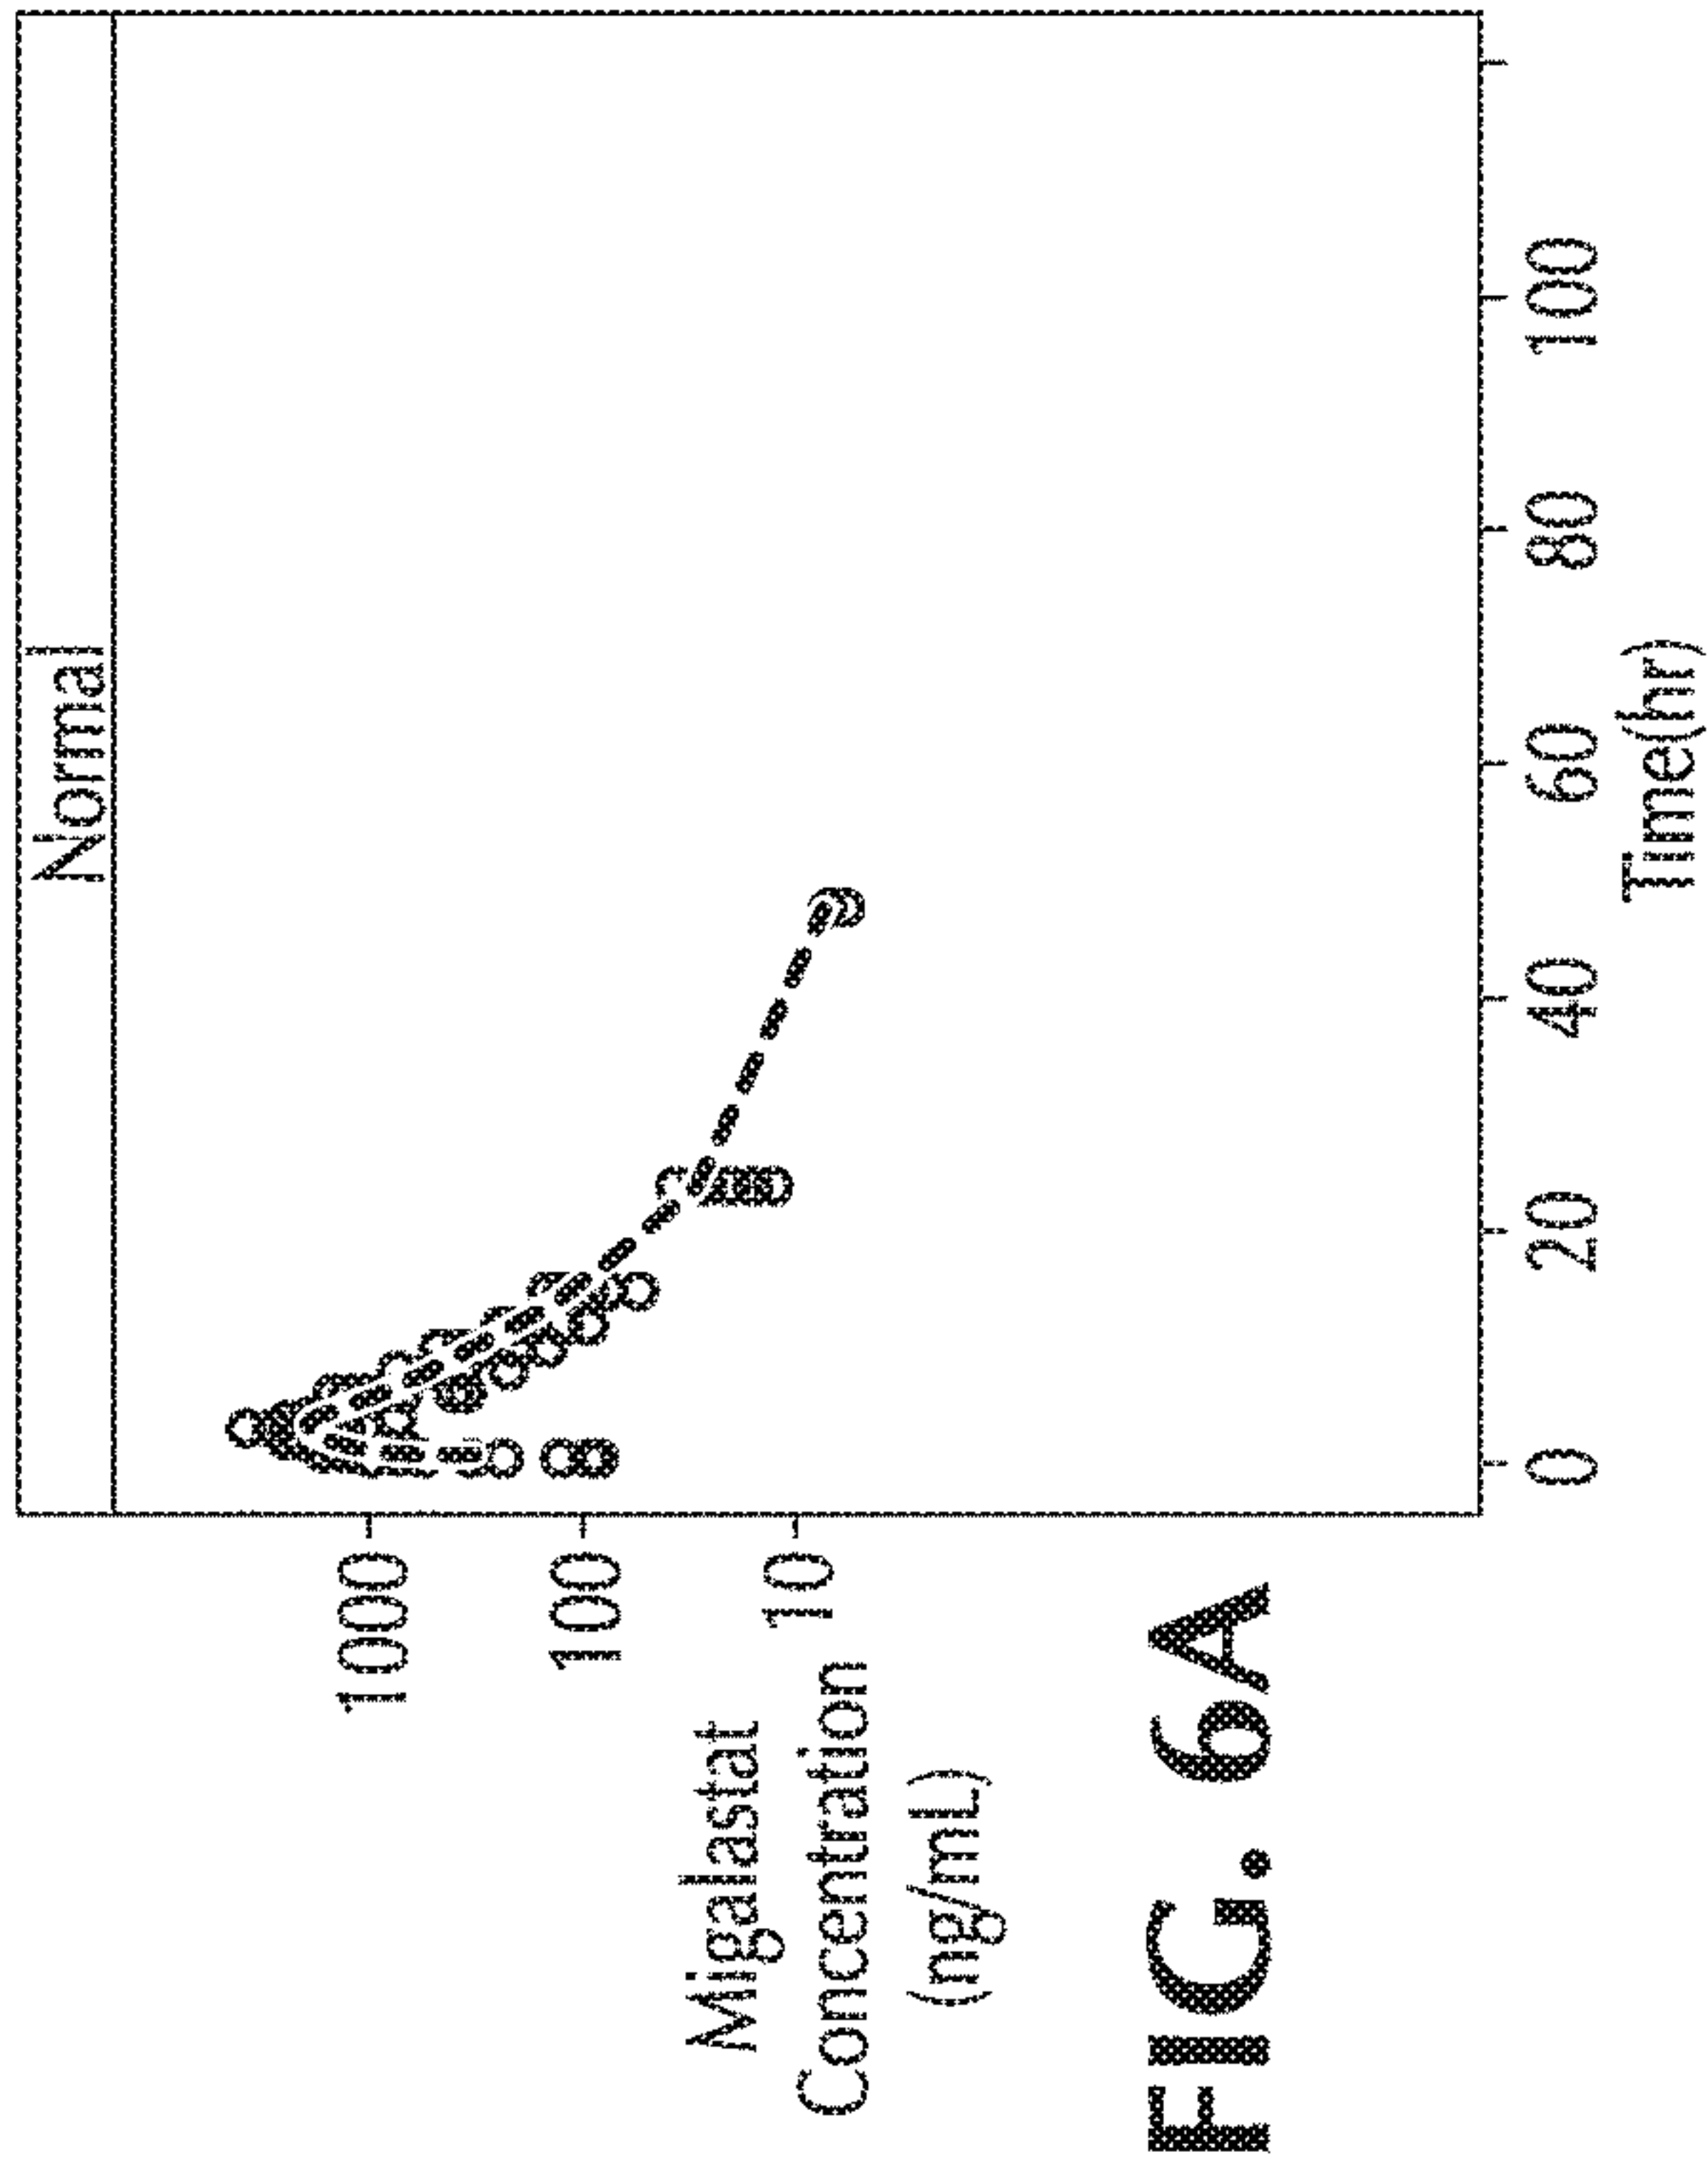 Normal
1000
100
10
Migalastat
Concentration
(ng/mL)
0 20 40 60 80 100
Time(hr)
FIG. 6A